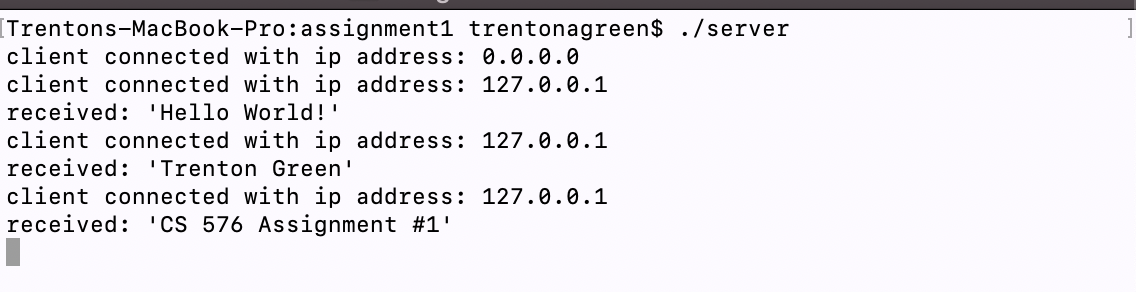 [Trentons-MacBook-Pro:assignment1 trentonagreen$ ./server ]
client connected with ip address: 0.0.0.0
client connected with ip address: 127.0.0.1
received: 'Hello World!'
client connected with ip address: 127.0.0.1
received: 'Trenton Green'
client connected with ip address: 127.0.0.1
received: 'CS 576 Assignment #1'